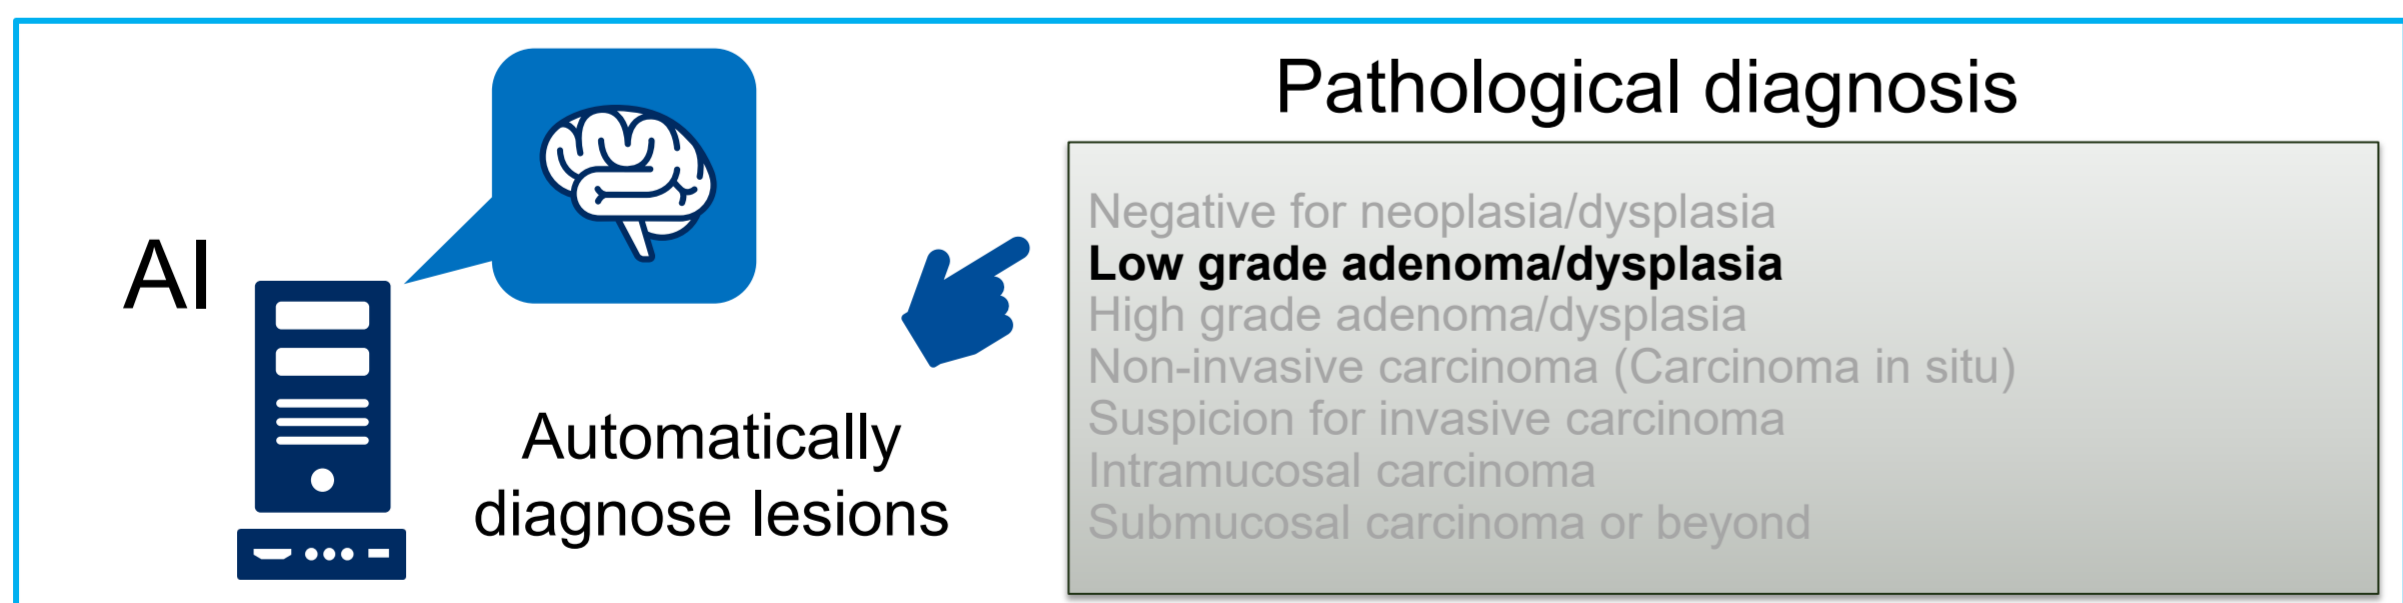 AI
Automatically
diagnose lesions
Pathological diagnosis
Negative for neoplasia/dysplasia
Low grade adenoma/dysplasia
High grade adenoma/dysplasia
Non-invasive carcinoma (Carcinoma in situ)
Suspicion for invasive carcinoma
Intramucosal carcinoma
Submucosal carcinoma or beyond